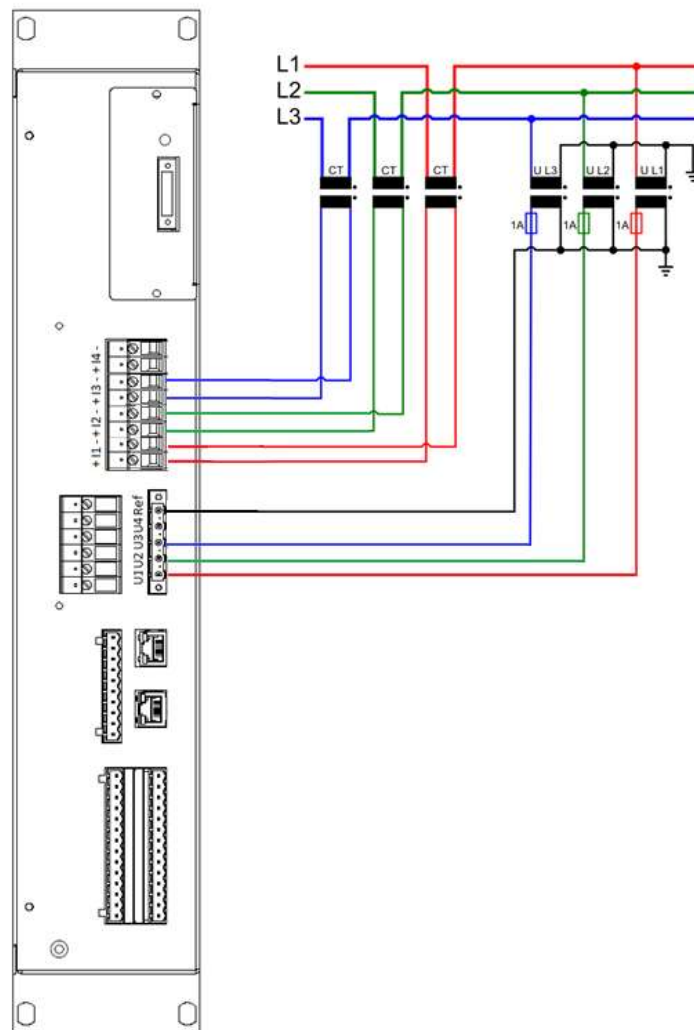 L1
L2
L3
CT CT CT U L3 U L2 U L1
1A 1A 1A
+ I1 - + I2 - + I3 - + I4 -
U1 U2 U3 U4 Ref